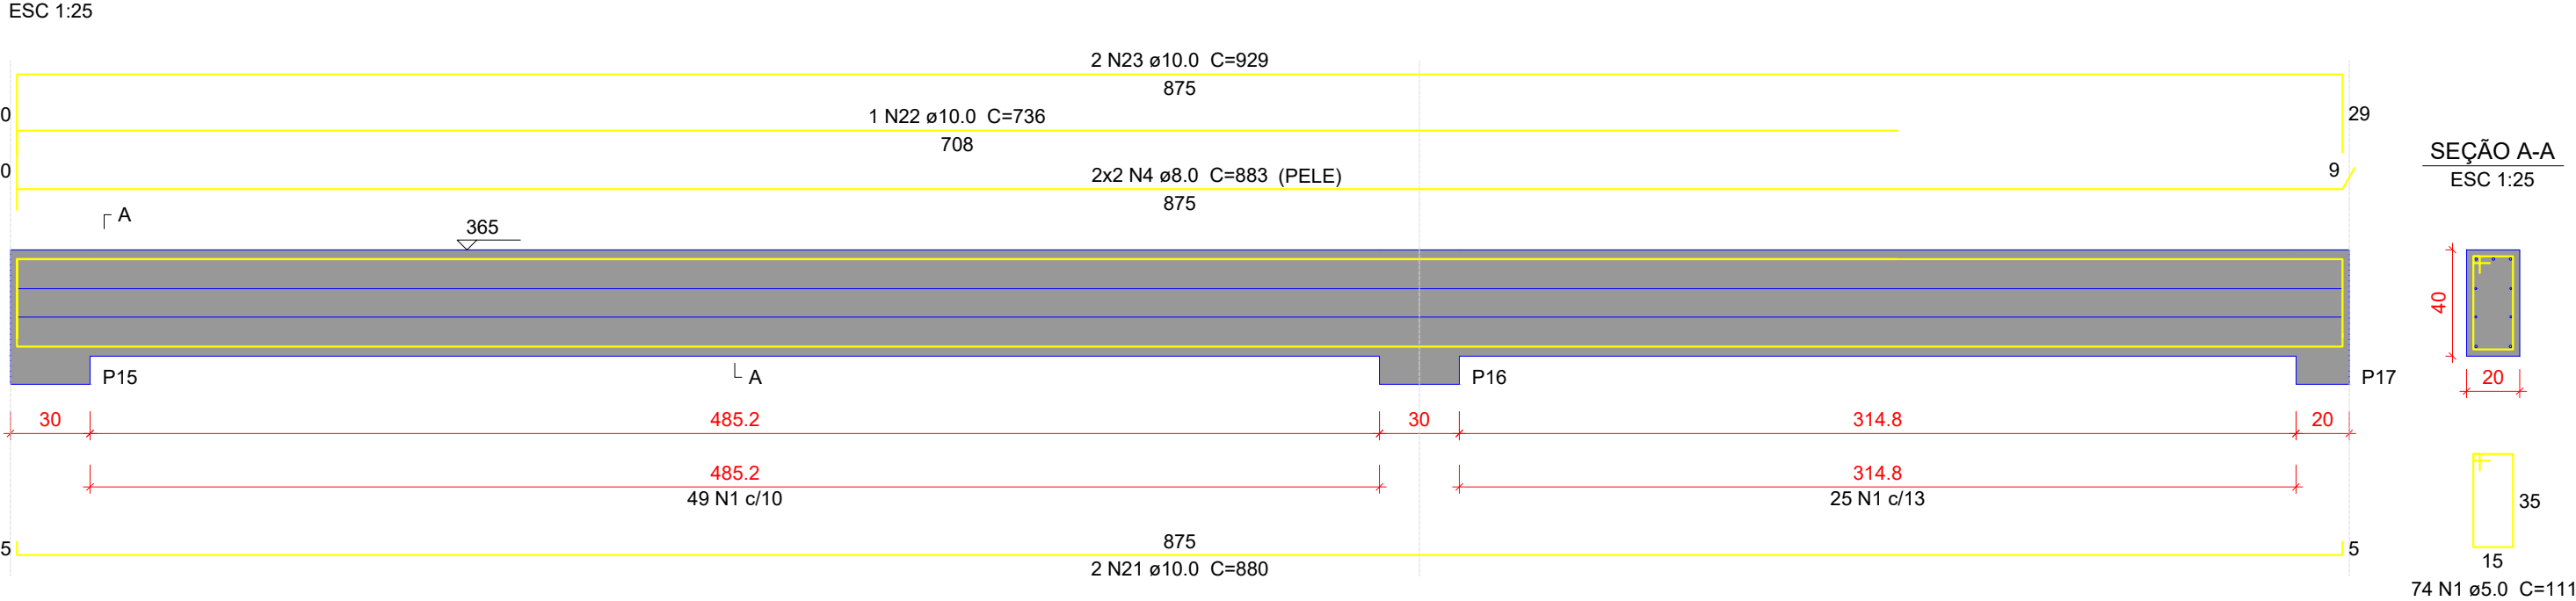 ESC 1:25
2 N23 ø10.0 C=929
875
0
29
1 N22 ø10.0 C=736
708
0
2x2 N4 ø8.0 C=883 (PELE)
9
875
SEÇÃO A-A
ESC 1:25
A
365
40
A
P15
P16
P17
20
30
485.2
30
314.8
20
485.2
314.8
49 N1 c/10
25 N1 c/13
35
5
875
5
2 N21 ø10.0 C=880
15
74 N1 ø5.0 C=111